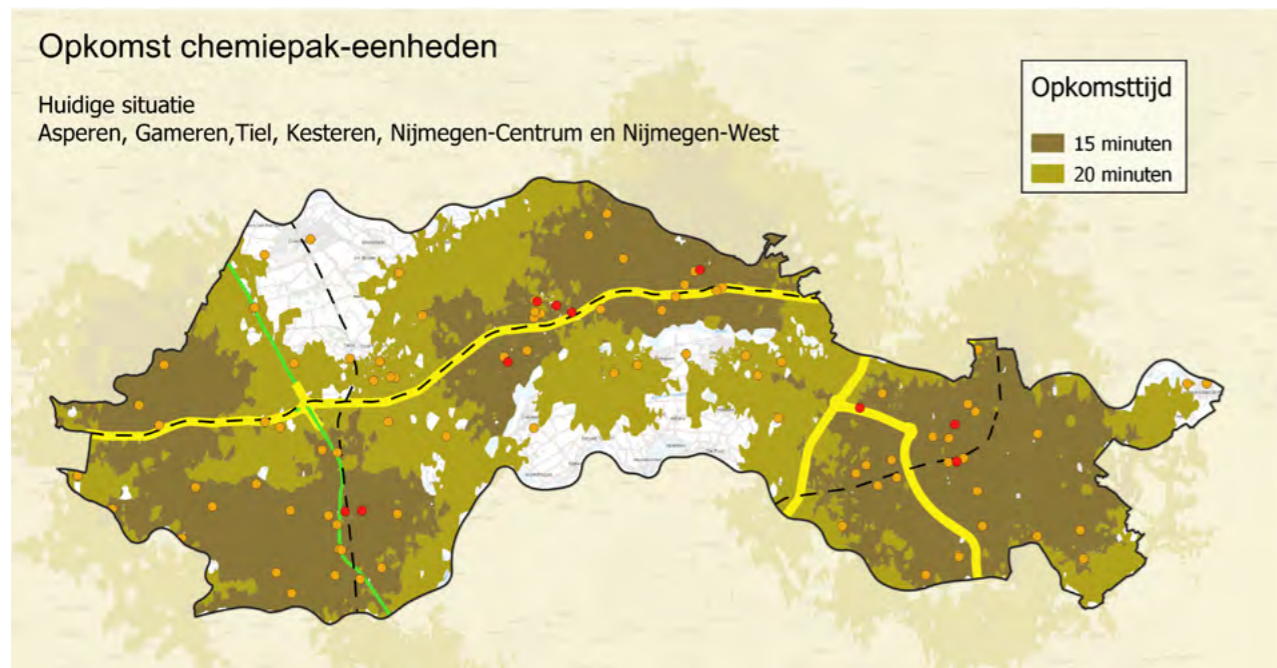 Opkomst chemiepak-eenheden
Huidige situatie
Asperen, Gameren,Tiel, Kesteren, Nijmegen-Centrum en Nijmegen-West
Opkomsttijd
15 minuten
20 minuten